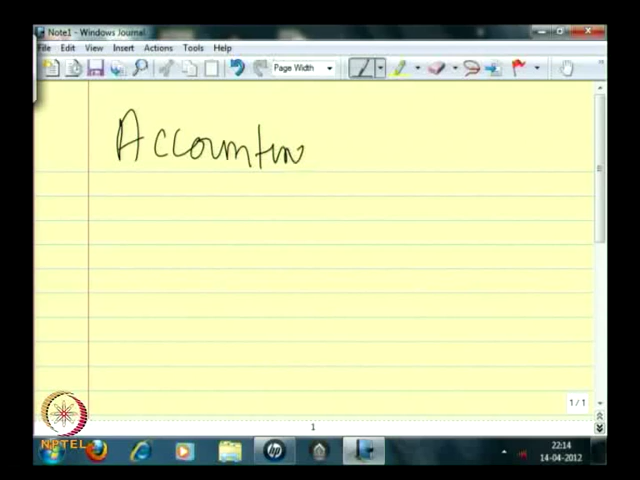 Note1 - Windows Journal
File Edit View Insert Actions Tools Help
Page Width
Accountin
1 / 1
1
NPTEL
hp
22:14
14-04-2012